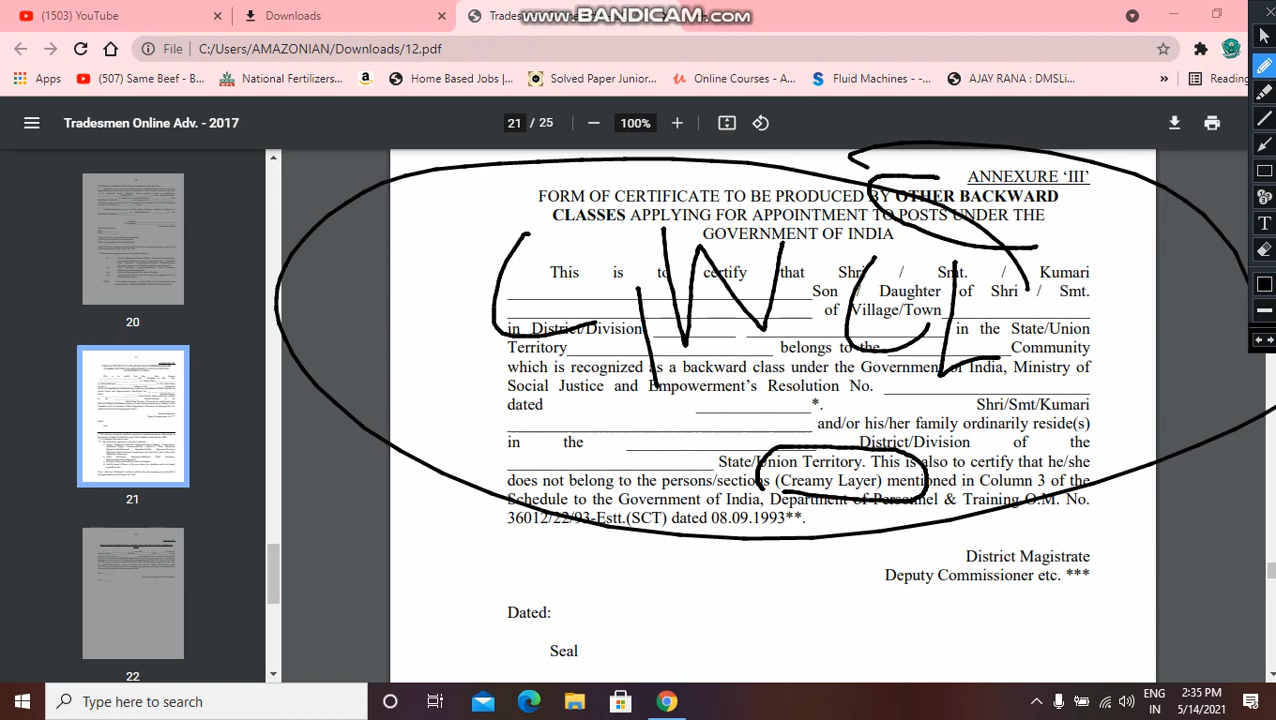 (1503) YouTube
Downloads
Trades
www.BANDICAM.com
File
C:/Users/AMAZONIAN/Downloads/12.pdf
Apps
(507) Same Beef - B...
National Fertilizers...
Home Based Jobs |...
Solved Paper Junior...
Online Courses - A...
Fluid Machines - -...
AJAY RANA : DMSLi...
»
Reading
Tradesmen Online Adv. - 2017
21 / 25
100%
20
21
22
ANNEXURE ‘III’
FORM OF CERTIFICATE TO BE PRODUCED BY OTHER BACKWARD
CLASSES APPLYING FOR APPOINTMENT TO POSTS UNDER THE
GOVERNMENT OF INDIA
This is to certify that Shri / Smt. / Kumari
Son / Daughter of Shri / Smt.
of Village/Town
in District/Division in the State/Union
Territory belongs to the Community
which is recognized as a backward class under the Government of India, Ministry of
Social Justice and Empowerment’s Resolution No.
dated *. Shri/Smt/Kumari
and/or his/her family ordinarily reside(s)
in the District/Division of the
State/Union Territory. This is also to certify that he/she
does not belong to the persons/sections (Creamy Layer) mentioned in Column 3 of the
Schedule to the Government of India, Department of Personnel & Training O.M. No.
36012/22/93-Estt.(SCT) dated 08.09.1993**.
District Magistrate
Deputy Commissioner etc. ***
Dated:
Seal
Type here to search
ENG
IN
2:35 PM
5/14/2021